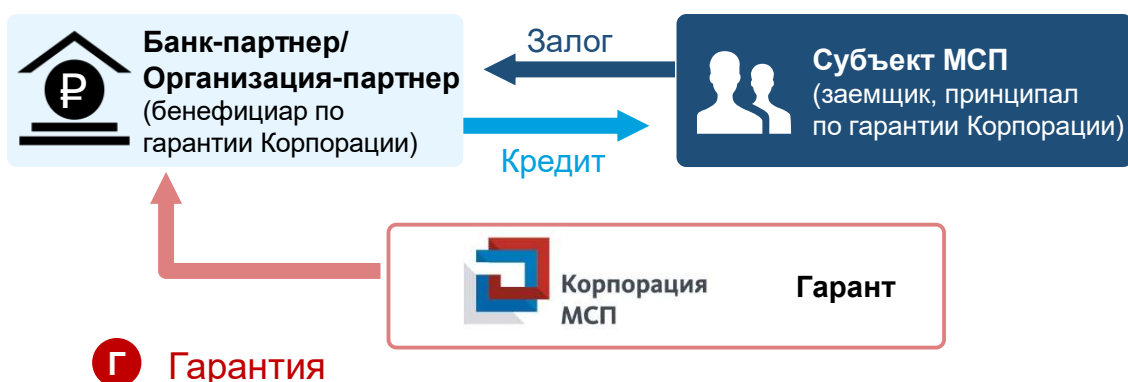 Банк-партнер/
Организация-партнер
(бенефициар по
гарантии Корпорации)
Залог
Кредит
Субъект МСП
(заемщик, принципал
по гарантии Корпорации)
Корпорация
МСП
Гарант
Г Гарантия